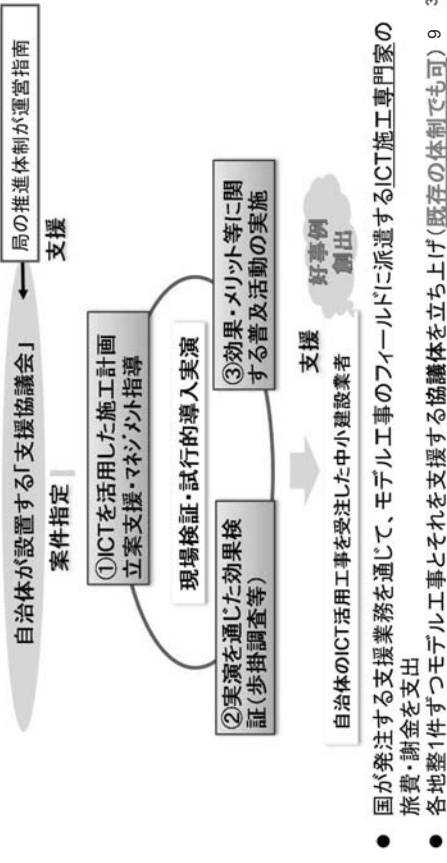 自治体が設置する「支援協議会」
局の推進体制が運営指南
支援
案件指定
①ICTを活用した施工計画
立案支援・マネジメント指導
現場検証・試行的導入実演
②実演を通じた効果検
証(歩掛調査等)
③効果・メリット等に関
する普及活動の実施
支援
好事例
創出
自治体のICT活用工事を受注した中小建設業者
● 国が発注する支援業務を通じて、モデル工事のフィールドに派遣するICT施工専門家の
旅費・謝金を支出
● 各地整1件ずつモデル工事とそれを支援する協議体を立ち上げ(既存の体制でも可)
9
3